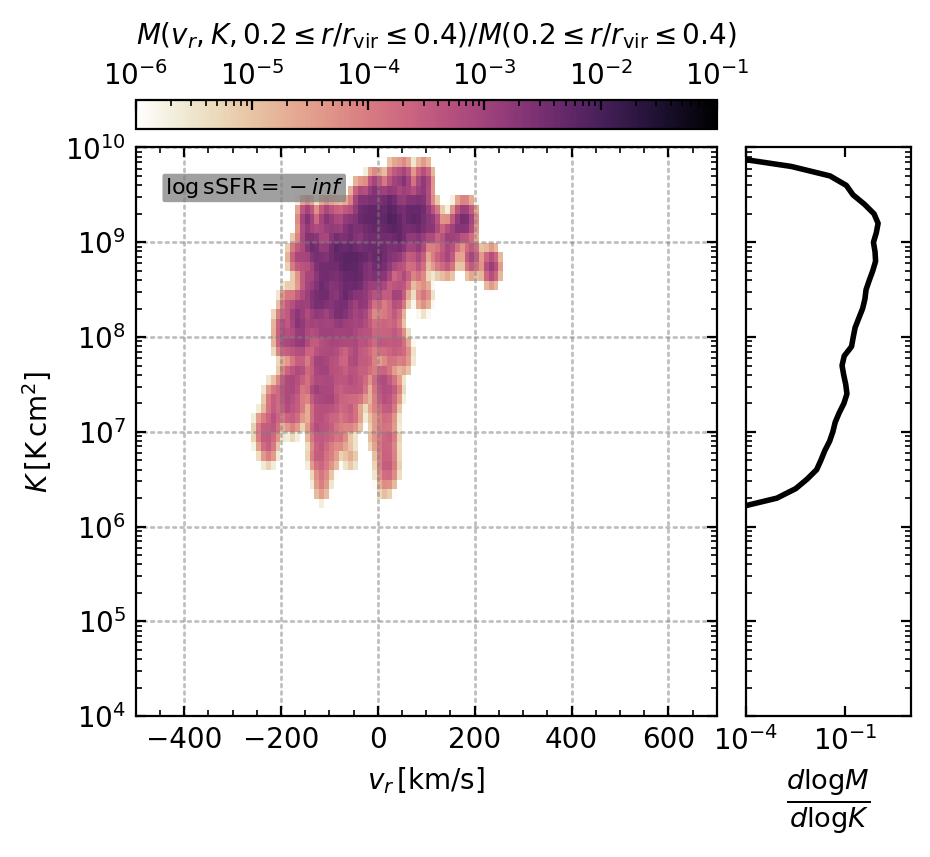 M(v_r, K, 0.2 ≤ r/r_vir ≤ 0.4)/M(0.2 ≤ r/r_vir ≤ 0.4)
10^−6 10^−5 10^−4 10^−3 10^−2 10^−1
10^10
log sSFR = −inf
10^9
10^8
10^7
K [K cm^2]
10^6
10^5
10^4
−400 −200 0 200 400 600 10^−4 10^−1
v_r [km/s]
dlogM
dlogK